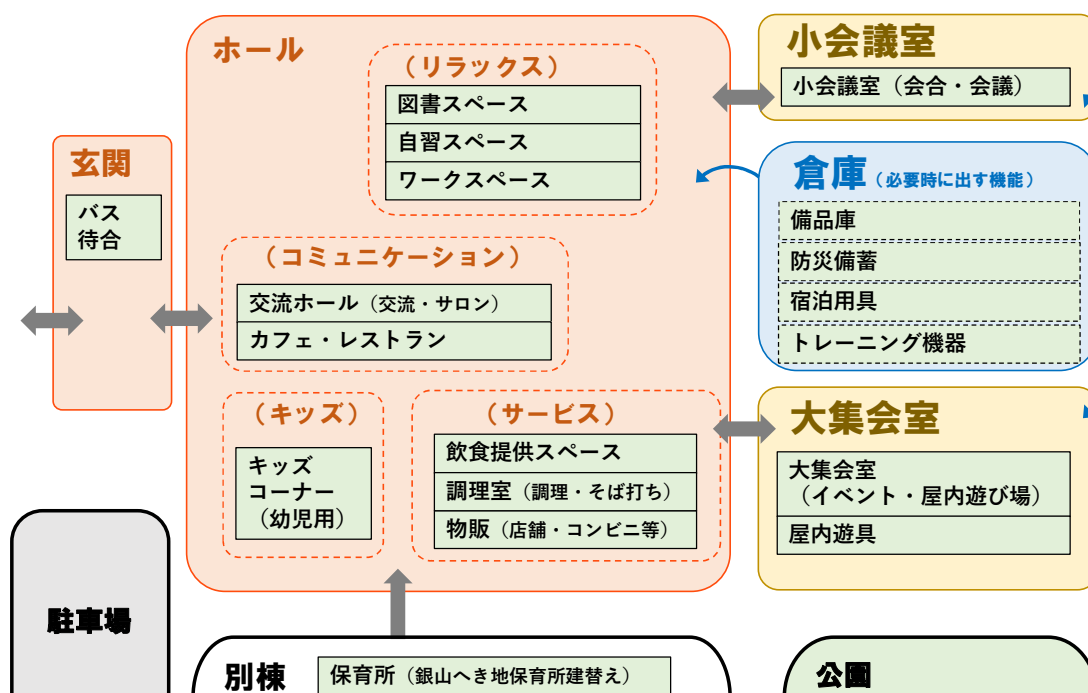 ホール
（リラックス）
図書スペース
自習スペース
ワークスペース
小会議室
小会議室（会合・会議）
玄関
バス
待合
倉庫（必要時に出す機能）
備品庫
防災備蓄
宿泊用具
トレーニング機器
（コミュニケーション）
交流ホール（交流・サロン）
カフェ・レストラン
（キッズ）
キッズ
コーナー
（幼児用）
（サービス）
飲食提供スペース
調理室（調理・そば打ち）
物販（店舗・コンビニ等）
大集会室
大集会室
（イベント・屋内遊び場）
屋内遊具
駐車場
別棟
保育所（銀山へき地保育所建替え）
公園